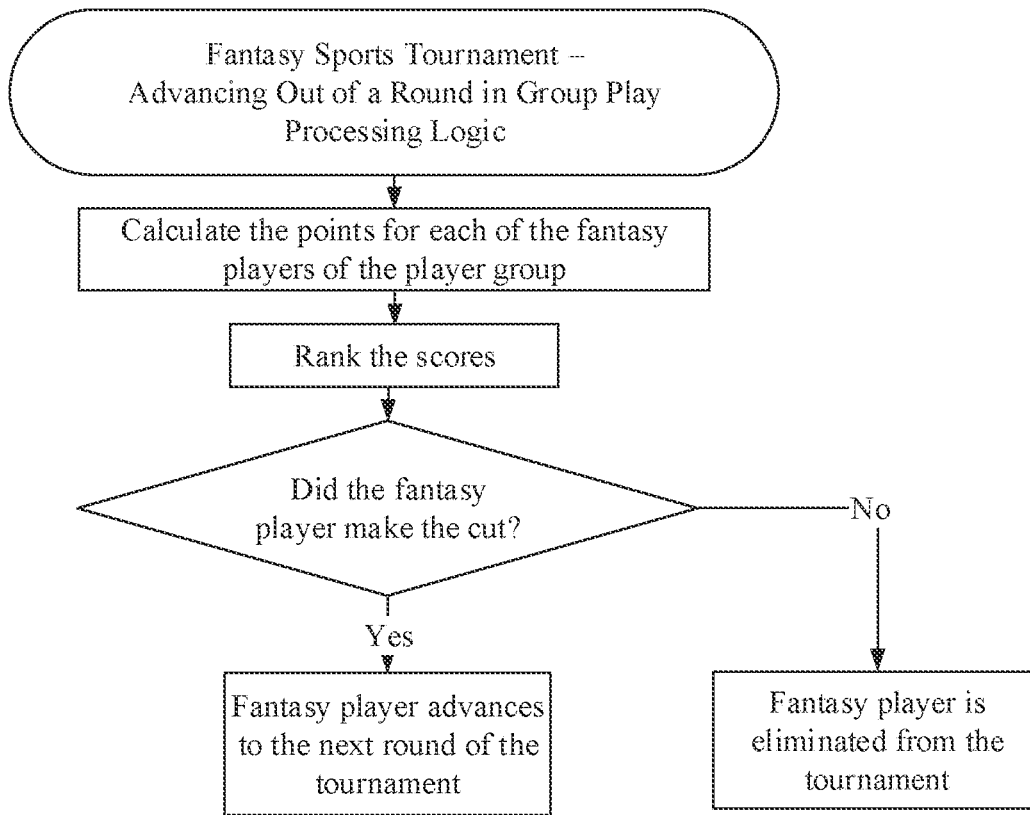 Fantasy Sports Tournament –
Advancing Out of a Round in Group Play
Processing Logic
Calculate the points for each of the fantasy
players of the player group
Rank the scores
Did the fantasy
player make the cut?
No
Yes
Fantasy player advances
to the next round of the
tournament
Fantasy player is
eliminated from the
tournament